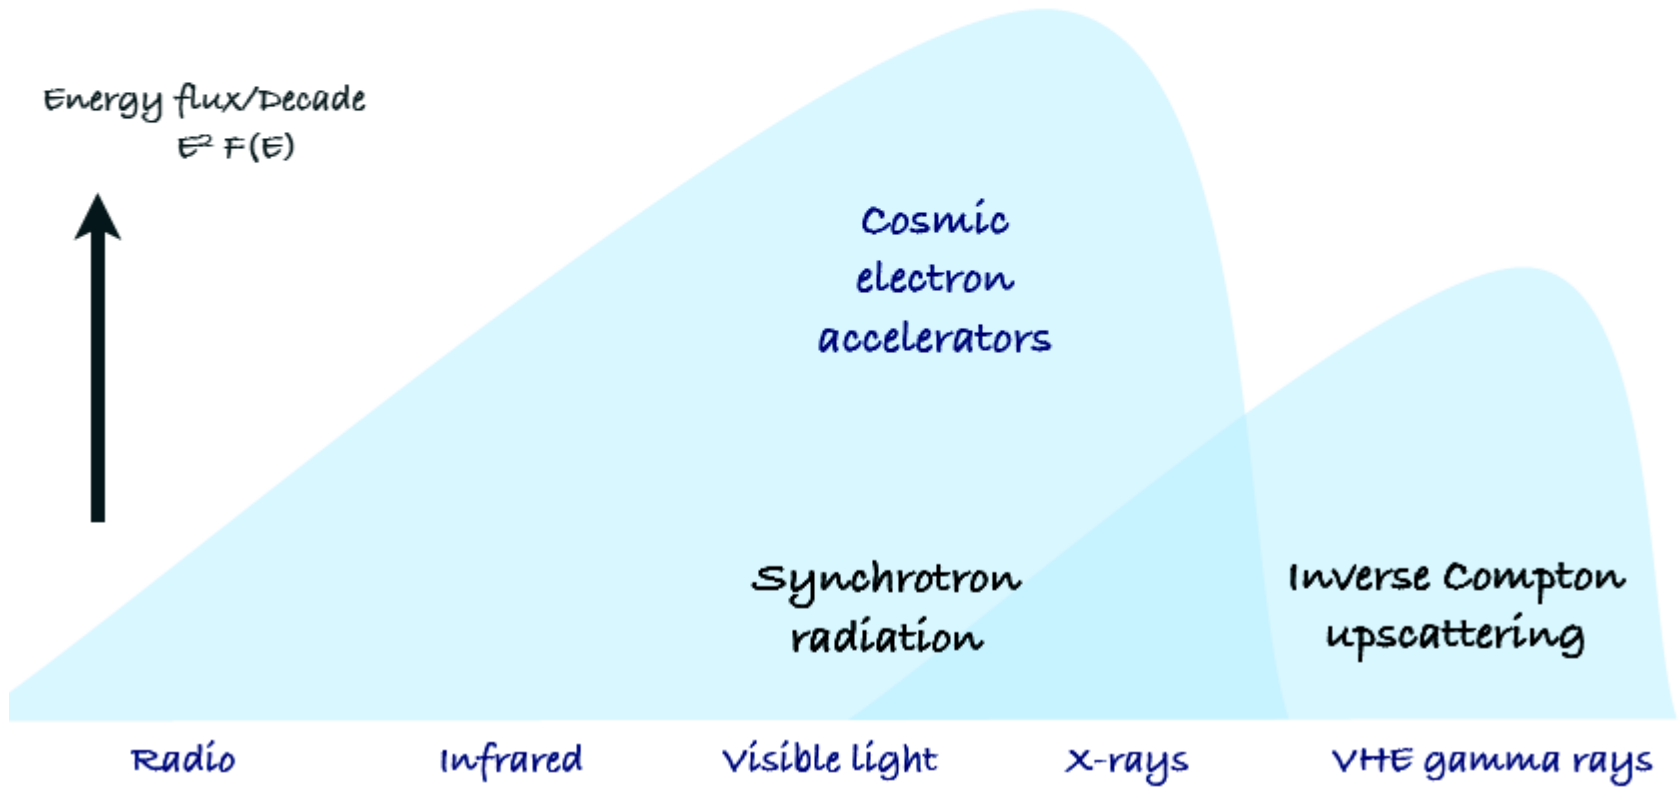 Energy flux/Decade
E² F(E)
Cosmic
electron
accelerators
Synchrotron
radiation
Inverse Compton
upscattering
Radio
Infrared
Visible light
X-rays
VHE gamma rays